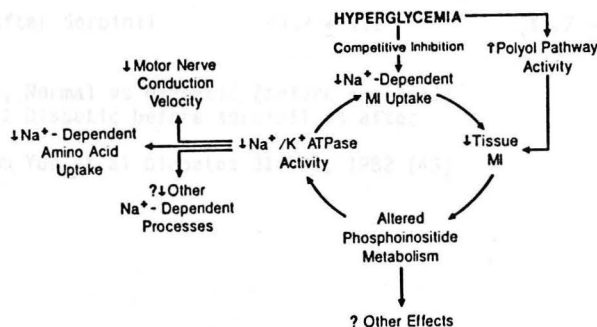 HYPERGLYCEMIA
Competitive Inhibition
↑Polyol Pathway
Activity
↓Motor Nerve
Conduction
Velocity
↓Na⁺-Dependent
MI Uptake
↓Na⁺- Dependent
Amino Acid
Uptake
↓Na⁺/K⁺ATPase
Activity
↓Tissue
MI
?↓Other
Na⁺- Dependent
Processes
Altered
Phosphoinositide
Metabolism
? Other Effects